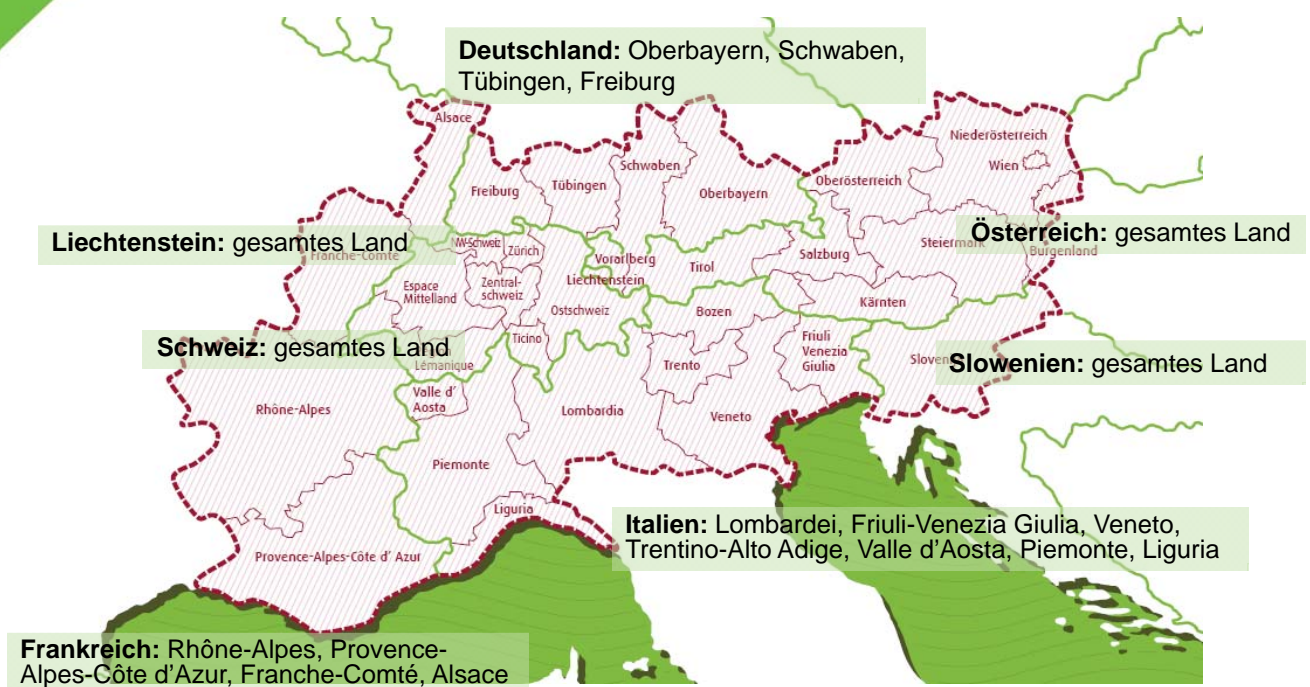 Deutschland: Oberbayern, Schwaben,
Tübingen, Freiburg
Alsace
Niederösterreich
Wien
Schwaben
Oberösterreich
Freiburg
Tübingen
Oberbayern
Liechtenstein: gesamtes Land
Franche-Comté
NW-Schweiz
Zürich
Vorarlberg
Tirol
Salzburg
Steiermark
Österreich: gesamtes Land
Burgenland
Espace
Mittelland
Zentral-
schweiz
Liechtenstein
Ostschweiz
Bozen
Kärnten
Schweiz: gesamtes Land
Lémanique
Ticino
Trento
Friuli
Venezia
Giulia
Slowenien: gesamtes Land
Valle d'
Aosta
Rhône-Alpes
Lombardia
Veneto
Piemonte
Liguria
Italien: Lombardei, Friuli-Venezia Giulia, Veneto,
Trentino-Alto Adige, Valle d’Aosta, Piemonte, Liguria
Provence-Alpes-Côte d' Azur
Frankreich: Rhône-Alpes, Provence-
Alpes-Côte d’Azur, Franche-Comté, Alsace